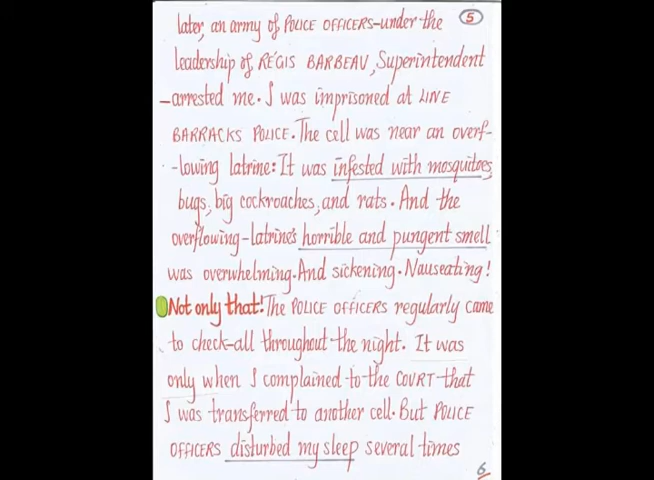 later, an army of POLICE OFFICERS-under the
5
leadership of, RÉGIS BARBEAU, Superintendent
-arrested me. I was imprisoned at LINE
BARRACKS POLICE. The cell was near an overf-
-lowing latrine: It was infested with mosquitoes,
bugs, big cockroaches, and rats. And the
overflowing-latrine's horrible and pungent smell
was overwhelming. And sickening. Nauseating!
Not only that! The POLICE OFFICERS regularly came
to check-all throughout the night. It was
only when I complained to the COURT that
I was transferred to another cell. But POLICE
OFFICERS disturbed my sleep several times
6